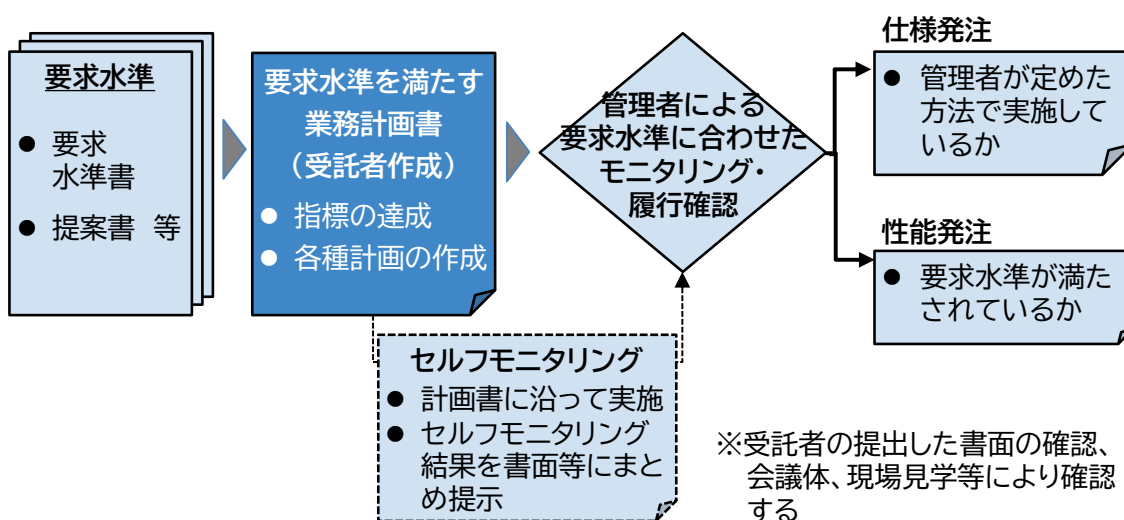 要求水準
● 要求
水準書
● 提案書 等
要求水準を満たす
業務計画書
（受託者作成）
● 指標の達成
● 各種計画の作成
管理者による
要求水準に合わせた
モニタリング・
履行確認
仕様発注
● 管理者が定めた
方法で実施して
いるか
性能発注
● 要求水準が満た
されているか
セルフモニタリング
● 計画書に沿って実施
● セルフモニタリング
結果を書面等にまと
め提示
※受託者の提出した書面の確認、
会議体、現場見学等により確認
する